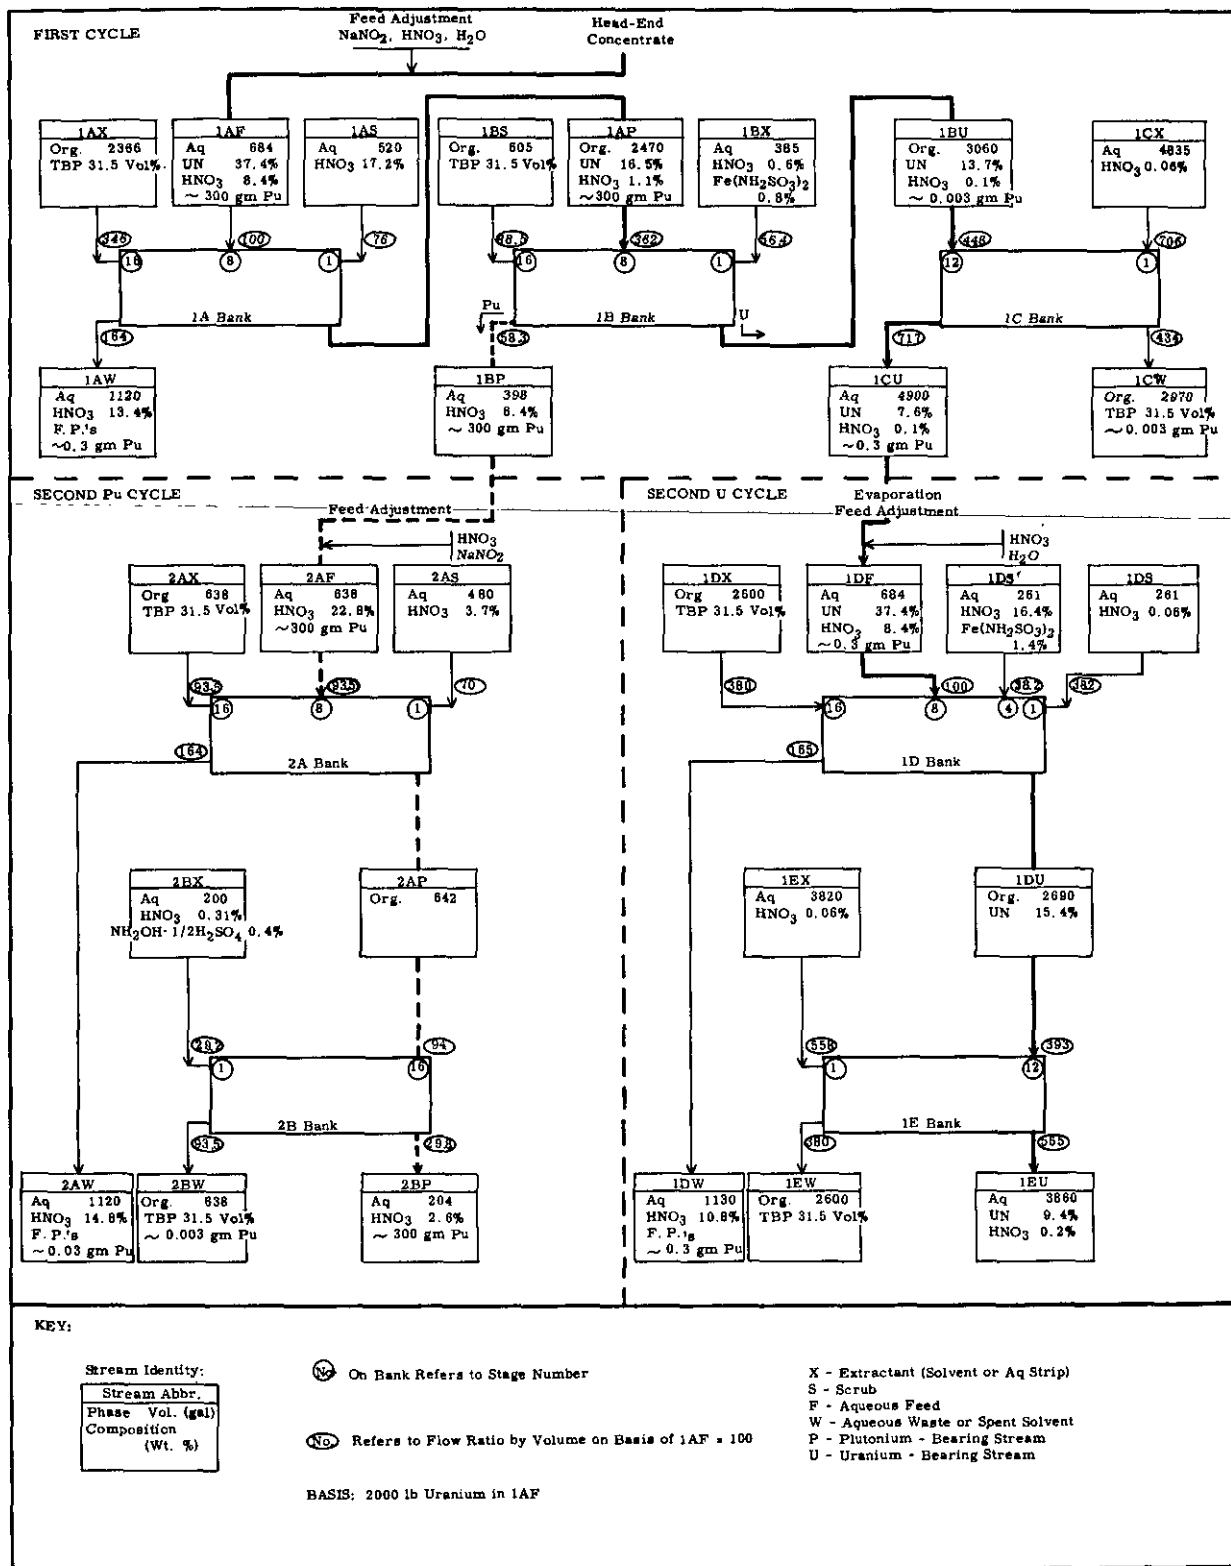 FIRST CYCLE
Feed Adjustment
NaNO2, HNO3, H2O
Head-End
Concentrate
1AX
Org. 2366
TBP 31.5 Vol%
1AF
Aq 684
UN 37.4%
HNO3 8.4%
~ 300 gm Pu
1AS
Aq 520
HNO3 17.2%
1BS
Org. 605
TBP 31.5 Vol%
1AP
Org. 2470
UN 16.5%
HNO3 1.1%
~300 gm Pu
1BX
Aq 385
HNO3 0.6%
Fe(NH2SO3)2
0.8%
1BU
Org. 3060
UN 13.7%
HNO3 0.1%
~ 0.003 gm Pu
1CX
Aq 4835
HNO3 0.06%
346 100 76 88.5 362 56.4 448 706
18 8 1 16 8 1 12 1
1A Bank
Pu
1B Bank
U
1C Bank
164 58.3 717 434
1AW
Aq 1120
HNO3 13.4%
F. P.'s
~0.3 gm Pu
1BP
Aq 398
HNO3 6.4%
~ 300 gm Pu
1CU
Aq 4900
UN 7.6%
HNO3 0.1%
~0.3 gm Pu
1CW
Org. 2970
TBP 31.5 Vol%
~ 0.003 gm Pu
SECOND Pu CYCLE
Feed Adjustment
HNO3
NaNO2
2AX
Org 638
TBP 31.5 Vol%
2AF
Aq 638
HNO3 22.8%
~300 gm Pu
2AS
Aq 480
HNO3 3.7%
93.5 93.5 70
16 8 1
164
2A Bank
2BX
Aq 200
HNO3 0.31%
NH2OH·1/2H2SO4 0.4%
2AP
Org. 642
29.2 94
1 16
2B Bank
93.5 29.8
2AW
Aq 1120
HNO3 14.8%
F. P.'s
~ 0.03 gm Pu
2BW
Org. 638
TBP 31.5 Vol%
~ 0.003 gm Pu
2BP
Aq 204
HNO3 2.6%
~ 300 gm Pu
SECOND U CYCLE
Evaporation
Feed Adjustment
HNO3
H2O
1DX
Org 2600
TBP 31.5 Vol%
1DF
Aq 684
UN 37.4%
HNO3 8.4%
~0.3 gm Pu
1DS'
Aq 261
HNO3 16.4%
Fe(NH2SO3)2
1.4%
1DS
Aq 261
HNO3 0.06%
380 100 38.2 38.2
16 8 4 1
165
1D Bank
1EX
Aq 3820
HNO3 0.06%
1DU
Org. 2690
UN 15.4%
558 393
1 12
1E Bank
380 565
1DW
Aq 1130
HNO3 10.8%
F. P.'s
~ 0.3 gm Pu
1EW
Org. 2600
TBP 31.5 Vol%
1EU
Aq 3860
UN 9.4%
HNO3 0.2%
KEY:
Stream Identity:
Stream Abbr.
Phase Vol. (gal)
Composition
(Wt. %)
No. On Bank Refers to Stage Number
No. Refers to Flow Ratio by Volume on Basis of 1AF = 100
BASIS: 2000 lb Uranium in 1AF
X - Extractant (Solvent or Aq Strip)
S - Scrub
F - Aqueous Feed
W - Aqueous Waste or Spent Solvent
P - Plutonium - Bearing Stream
U - Uranium - Bearing Stream